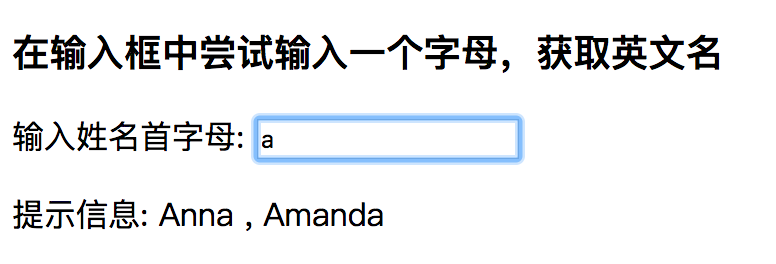 在输入框中尝试输入一个字母，获取英文名
输入姓名首字母: a
提示信息: Anna , Amanda